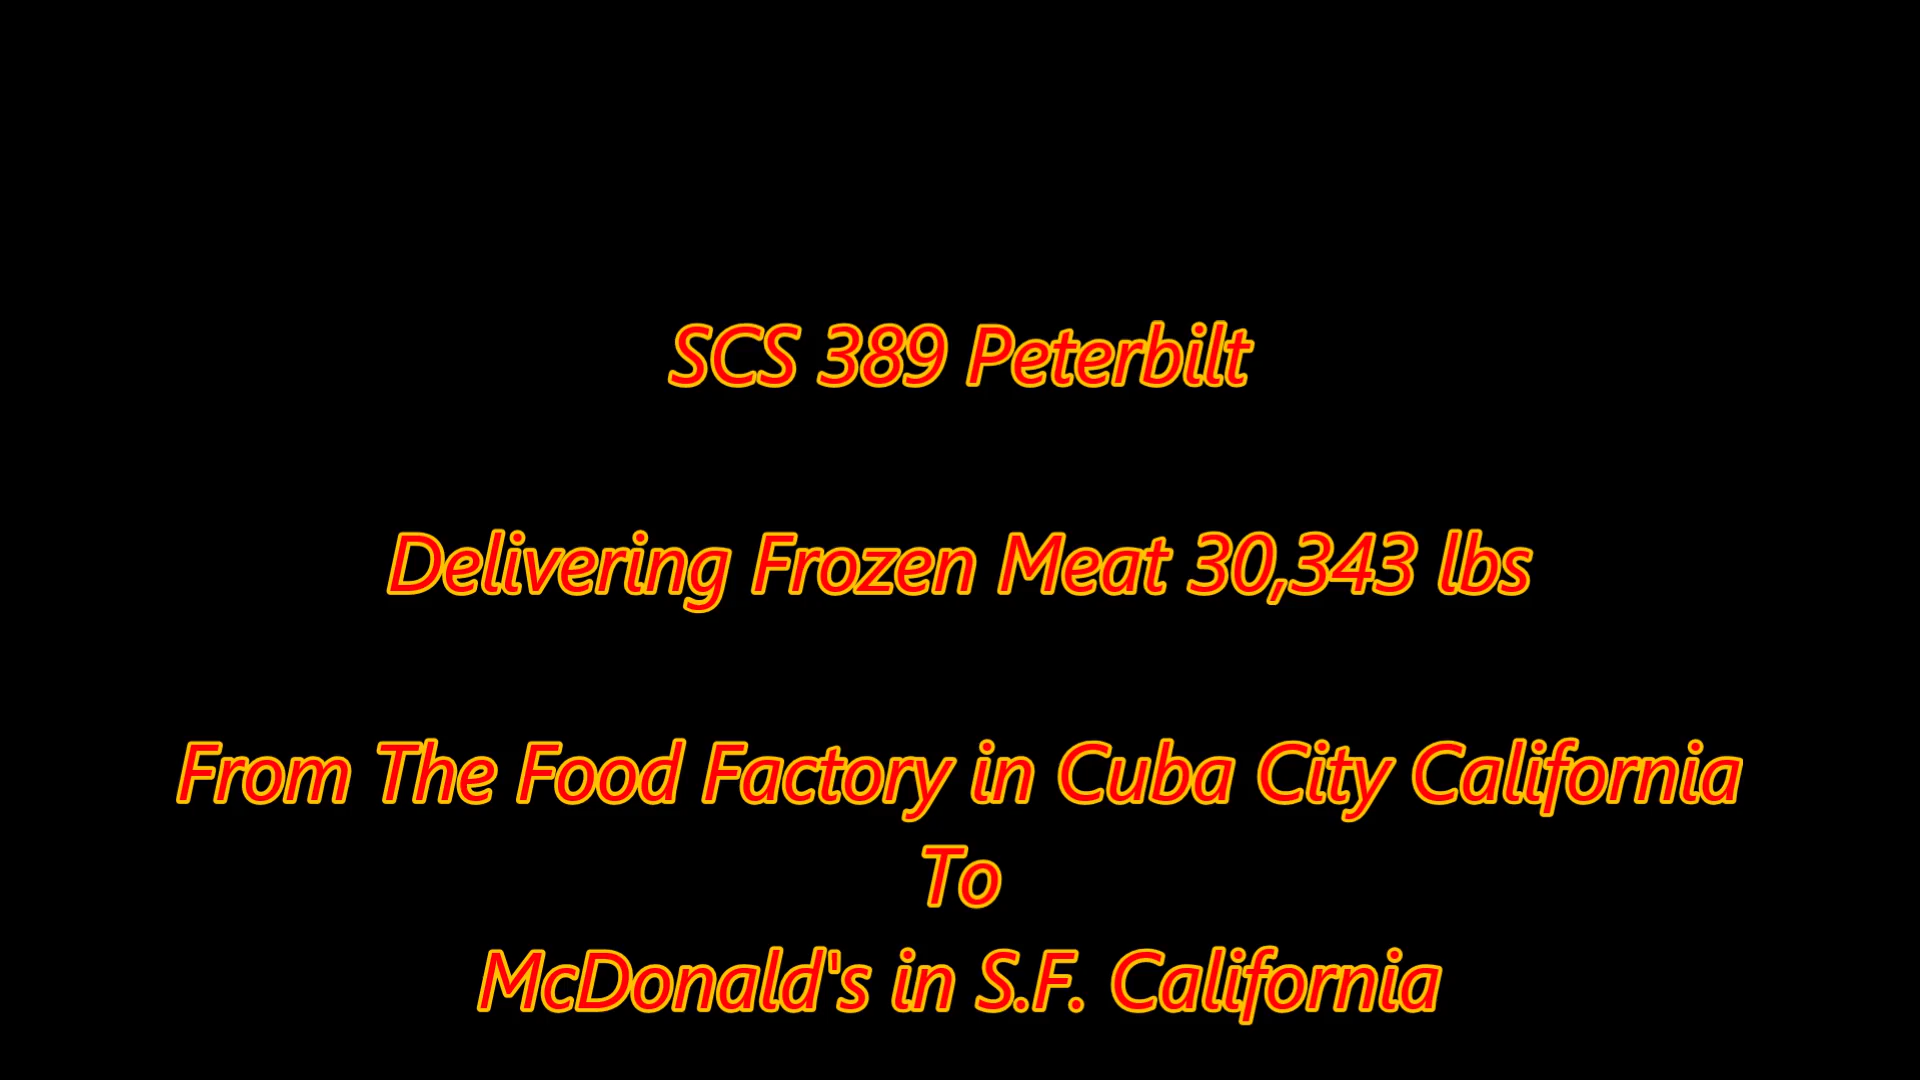 SCS 389 Peterbilt
Delivering Frozen Meat 30,343 lbs
From The Food Factory in Cuba City California
To
McDonald's in S.F. California